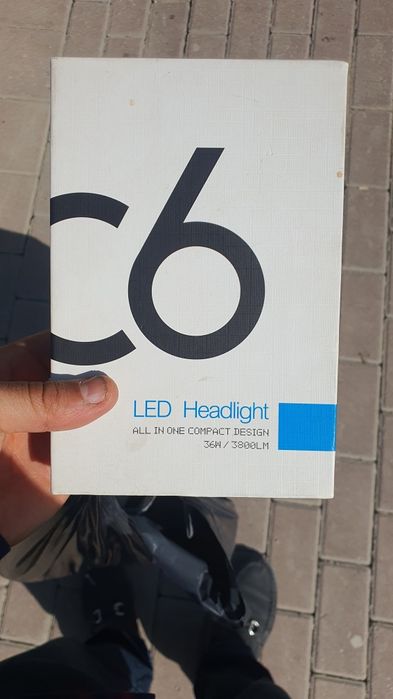 C6
LED Headlight
ALL IN ONE COMPACT DESIGN
36W / 3800LM